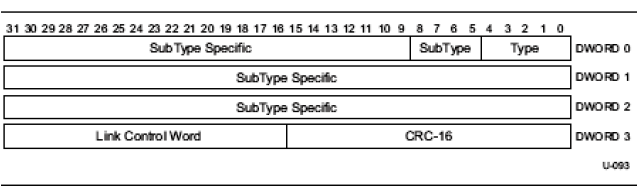 31 30 29 28 27 26 25 24 23 22 21 20 19 18 17 16 15 14 13 12 11 10 9 8 7 6 5 4 3 2 1 0
SubType Specific SubType Type DWORD 0
SubType Specific DWORD 1
SubType Specific DWORD 2
Link Control Word CRC-16 DWORD 3
U-093